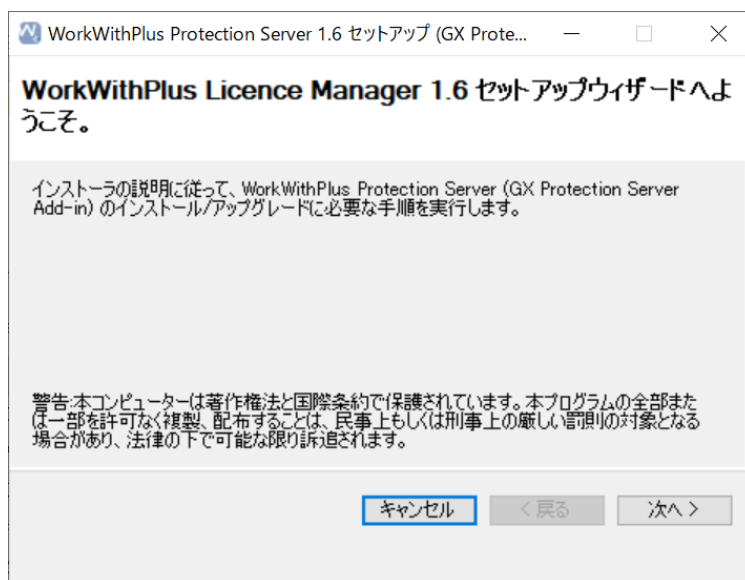 WorkWithPlus Protection Server 1.6 セットアップ (GX Prote...
WorkWithPlus Licence Manager 1.6 セットアップウィザードへよ
うこそ。
インストーラの説明に従って、WorkWithPlus Protection Server (GX Protection Server
Add-in) のインストール/アップグレードに必要な手順を実行します。
警告:本コンピューターは著作権法と国際条約で保護されています。本プログラムの全部また
は一部を許可なく複製、配布することは、民事上もしくは刑事上の厳しい罰則の対象となる
場合があり、法律の下で可能な限り訴追されます。
キャンセル < 戻る 次へ >